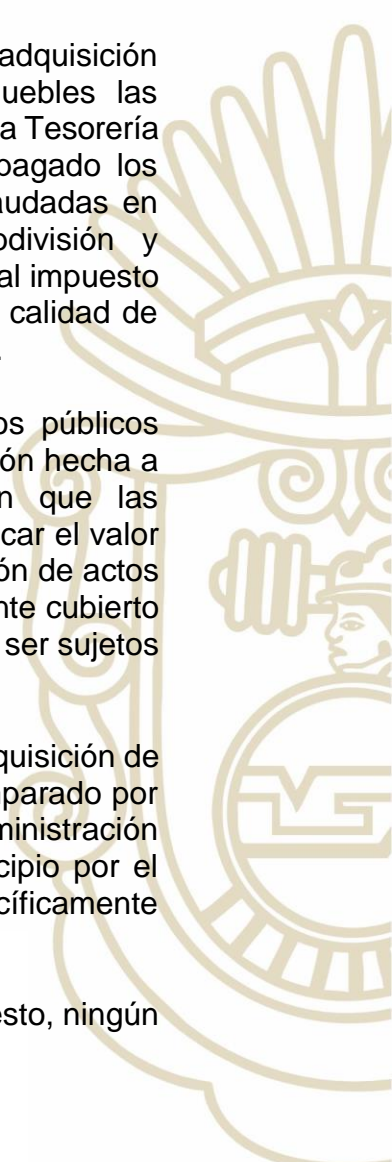 adquisición
uebles las
a Tesorería
pagado los
audadas en
odivisión y
al impuesto
calidad de
os públicos
ón hecha a
n que las
car el valor
ón de actos
nte cubierto
ser sujetos
quisición de
parado por
ministración
cipio por el
cíficamente
esto, ningún